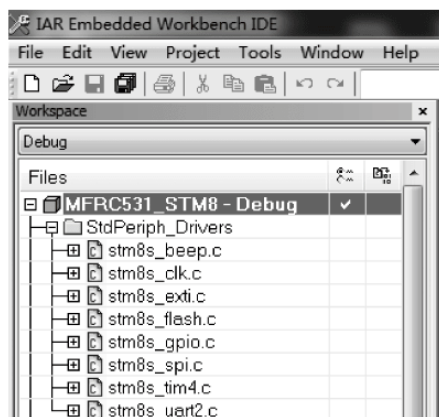 IAR Embedded Workbench IDE
File Edit View Project Tools Window Help
Workspace
Debug
Files
MFRC531_STM8 - Debug
StdPeriph_Drivers
stm8s_beep.c
stm8s_clk.c
stm8s_exti.c
stm8s_flash.c
stm8s_gpio.c
stm8s_spi.c
stm8s_tim4.c
stm8s_uart2.c